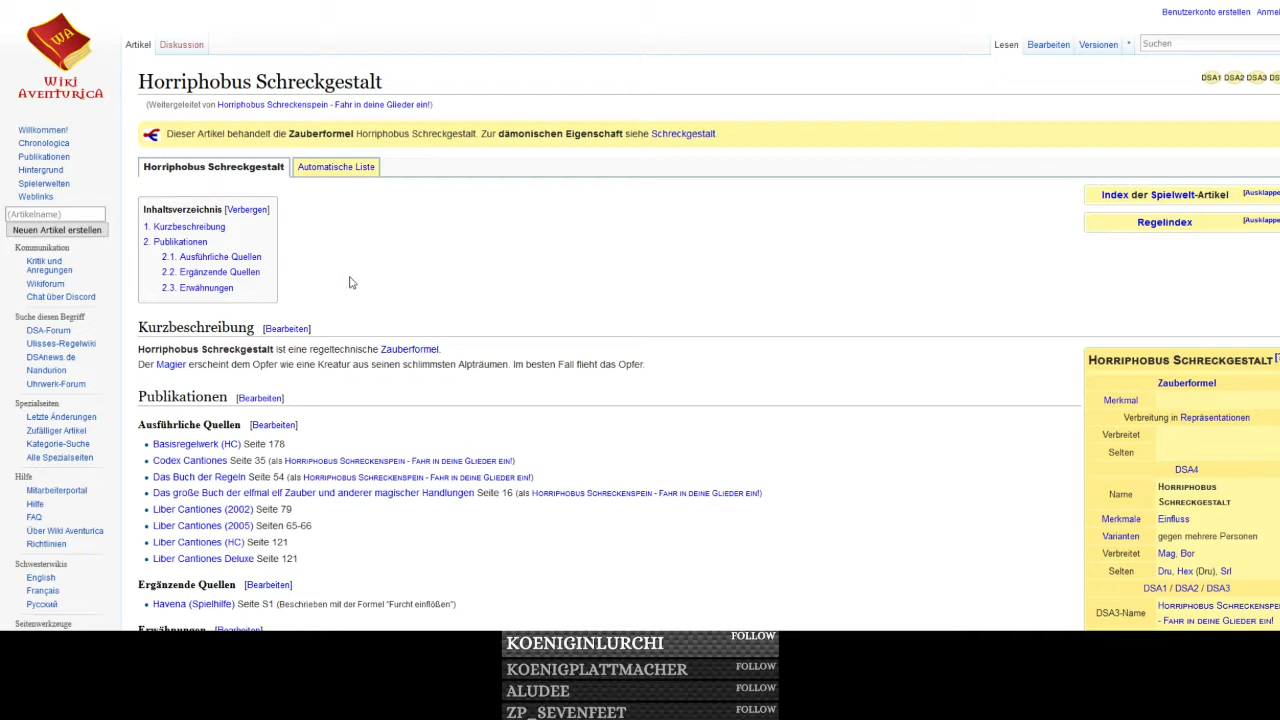 Benutzerkonto erstellen Anme
WA
WIKI
AVENTURICA
Artikel Diskussion Lesen Bearbeiten Versionen * Suchen
Horriphobus Schreckgestalt
DSA1 DSA2 DSA3 DS
(Weitergeleitet von Horriphobus Schreckenspein - Fahr in deine Glieder ein!)
Dieser Artikel behandelt die Zauberformel Horriphobus Schreckgestalt. Zur dämonischen Eigenschaft siehe Schreckgestalt.
Horriphobus Schreckgestalt Automatische Liste
Willkommen!
Chronologica
Publikationen
Hintergrund
Spielerwelten
Weblinks
(Artikelname)
Neuen Artikel erstellen
Kommunikation
Kritik und
Anregungen
Wikiforum
Chat über Discord
Suche diesen Begriff
DSA-Forum
Ulisses-Regelwiki
DSAnews.de
Nandurion
Uhrwerk-Forum
Spezialseiten
Letzte Änderungen
Zufälliger Artikel
Kategorie-Suche
Alle Spezialseiten
Hilfe
Mitarbeiterportal
Hilfe
FAQ
Über Wiki Aventurica
Richtlinien
Schwesterwikis
English
Français
Русский
Seitenwerkzeuge
Inhaltsverzeichnis [Verbergen]
1. Kurzbeschreibung
2. Publikationen
2.1. Ausführliche Quellen
2.2. Ergänzende Quellen
2.3. Erwähnungen
Index der Spielwelt-Artikel [Ausklappe
Regelindex [Ausklappe
Kurzbeschreibung [Bearbeiten]
Horriphobus Schreckgestalt ist eine regeltechnische Zauberformel.
Der Magier erscheint dem Opfer wie eine Kreatur aus seinen schlimmsten Alpträumen. Im besten Fall flieht das Opfer.
Publikationen [Bearbeiten]
Ausführliche Quellen [Bearbeiten]
• Basisregelwerk (HC) Seite 178
• Codex Cantiones Seite 35 (als Horriphobus Schreckenspein - Fahr in deine Glieder ein!)
• Das Buch der Regeln Seite 54 (als Horriphobus Schreckenspein - Fahr in deine Glieder ein!)
• Das große Buch der elfmal elf Zauber und anderer magischer Handlungen Seite 16 (als Horriphobus Schreckenspein - Fahr in deine Glieder ein!)
• Liber Cantiones (2002) Seite 79
• Liber Cantiones (2005) Seiten 65-66
• Liber Cantiones (HC) Seite 121
• Liber Cantiones Deluxe Seite 121
Ergänzende Quellen [Bearbeiten]
• Havena (Spielhilfe) Seite S1 (Beschrieben mit der Formel "Furcht einflößen")
Erwähnungen [Bearbeiten]
Horriphobus Schreckgestalt [?
Zauberformel
Merkmal
Verbreitung in Repräsentationen
Verbreitet
Selten
DSA4
Name Horriphobus
Schreckgestalt
Merkmale Einfluss
Varianten gegen mehrere Personen
Verbreitet Mag, Bor
Selten Dru, Hex (Dru), Srl
DSA1 / DSA2 / DSA3
DSA3-Name Horriphobus Schreckenspei
- Fahr in deine Glieder ein!
KOENIGINLURCHI FOLLOW
KOENIGPLATTMACHER FOLLOW
ALUDEE FOLLOW
ZP_SEVENFEET FOLLOW